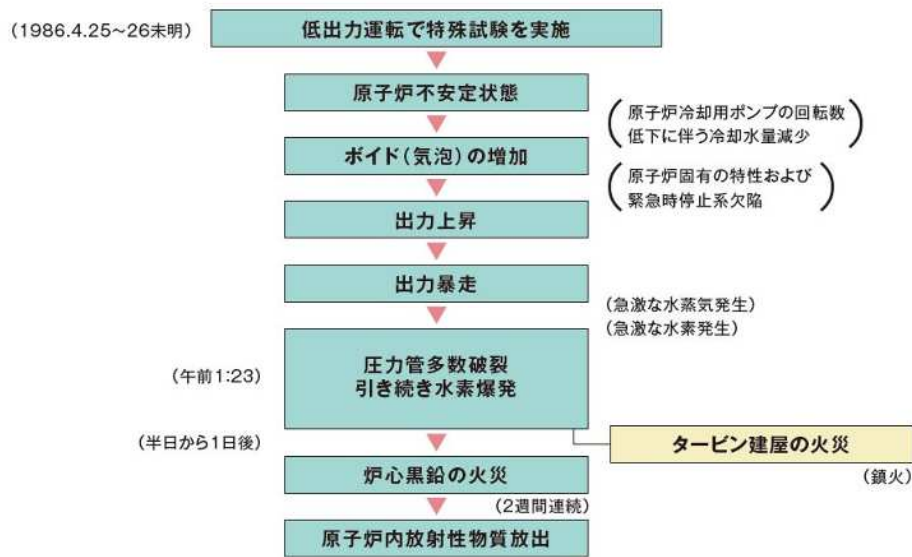 (1986.4.25～26未明)
低出力運転で特殊試験を実施
原子炉不安定状態
原子炉冷却用ポンプの回転数
低下に伴う冷却水量減少
ボイド(気泡)の増加
原子炉固有の特性および
緊急時停止系欠陥
出力上昇
出力暴走
(急激な水蒸気発生)
(急激な水素発生)
(午前1:23)
圧力管多数破裂
引き続き水素爆発
(半日から1日後)
タービン建屋の火災
(鎮火)
炉心黒鉛の火災
(2週間連続)
原子炉内放射性物質放出